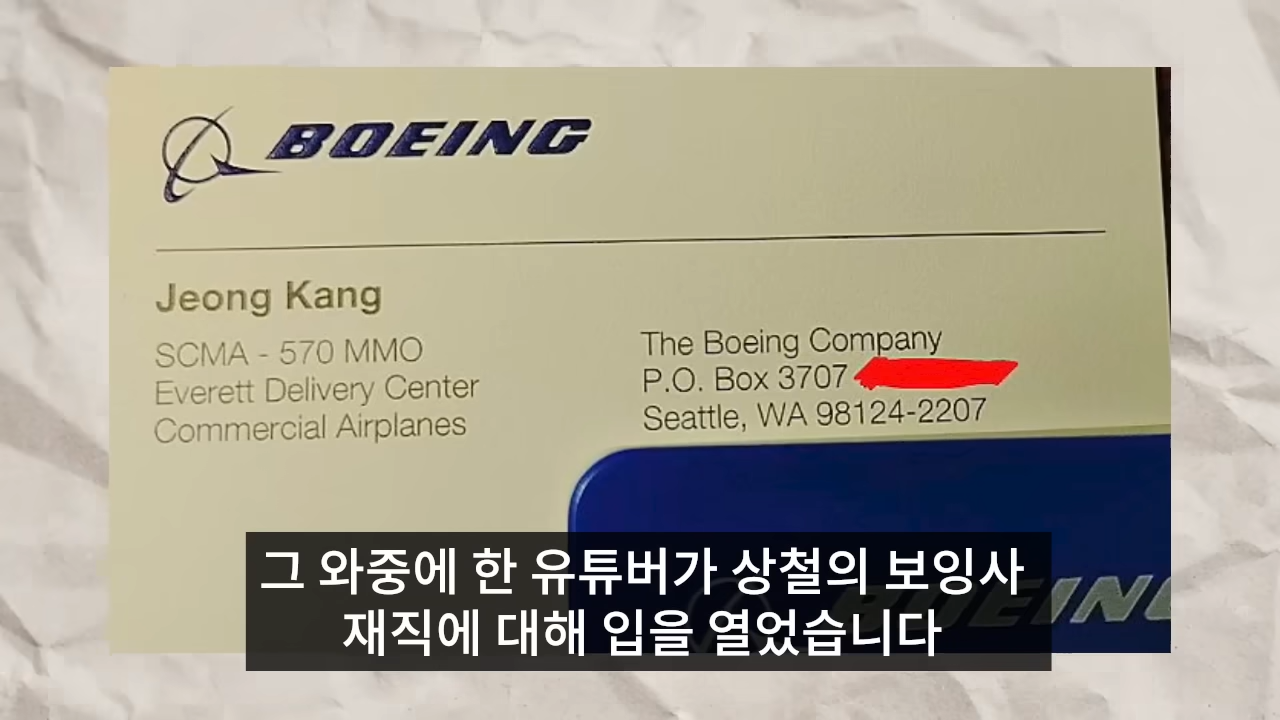 BOEING
Jeong Kang
SCMA - 570 MMO
Everett Delivery Center
Commercial Airplanes
The Boeing Company
P.O. Box 3707
Seattle, WA 98124-2207
BOEING
그 와중에 한 유튜버가 상철의 보잉사
재직에 대해 입을 열었습니다